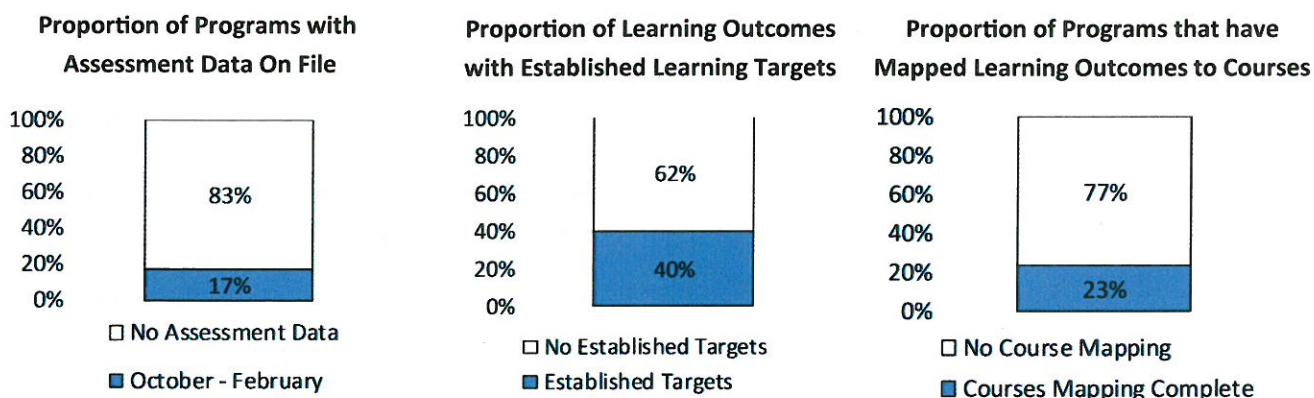 Proportion of Programs with
Assessment Data On File
100%
80%
60%
40%
20%
0%
83%
17%
No Assessment Data
October - February
Proportion of Learning Outcomes
with Established Learning Targets
100%
80%
60%
40%
20%
0%
62%
40%
No Established Targets
Established Targets
Proportion of Programs that have
Mapped Learning Outcomes to Courses
100%
80%
60%
40%
20%
0%
77%
23%
No Course Mapping
Courses Mapping Complete